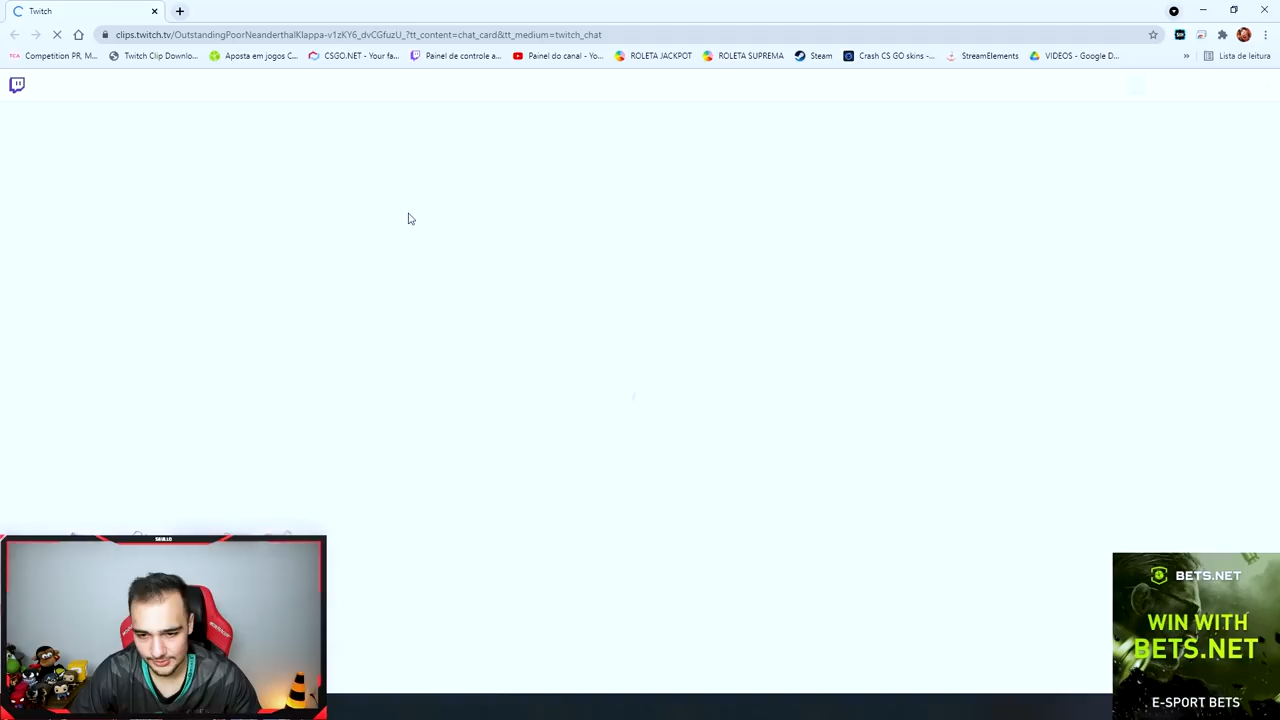 Twitch
clips.twitch.tv/OutstandingPoorNeanderthalKlappa-v1zKY6_dvCGfuzU_?tt_content=chat_card&tt_medium=twitch_chat
Competition PR, M... Twitch Clip Downlo... Aposta em jogos C... CSGO.NET - Your fa... Painel de controle a... Painel do canal - Yo... ROLETA JACKPOT ROLETA SUPREMA Steam Crash CS GO skins -... StreamElements VIDEOS - Google D... » Lista de leitura
BETS.NET
WIN WITH
BETS.NET
E-SPORT BETS